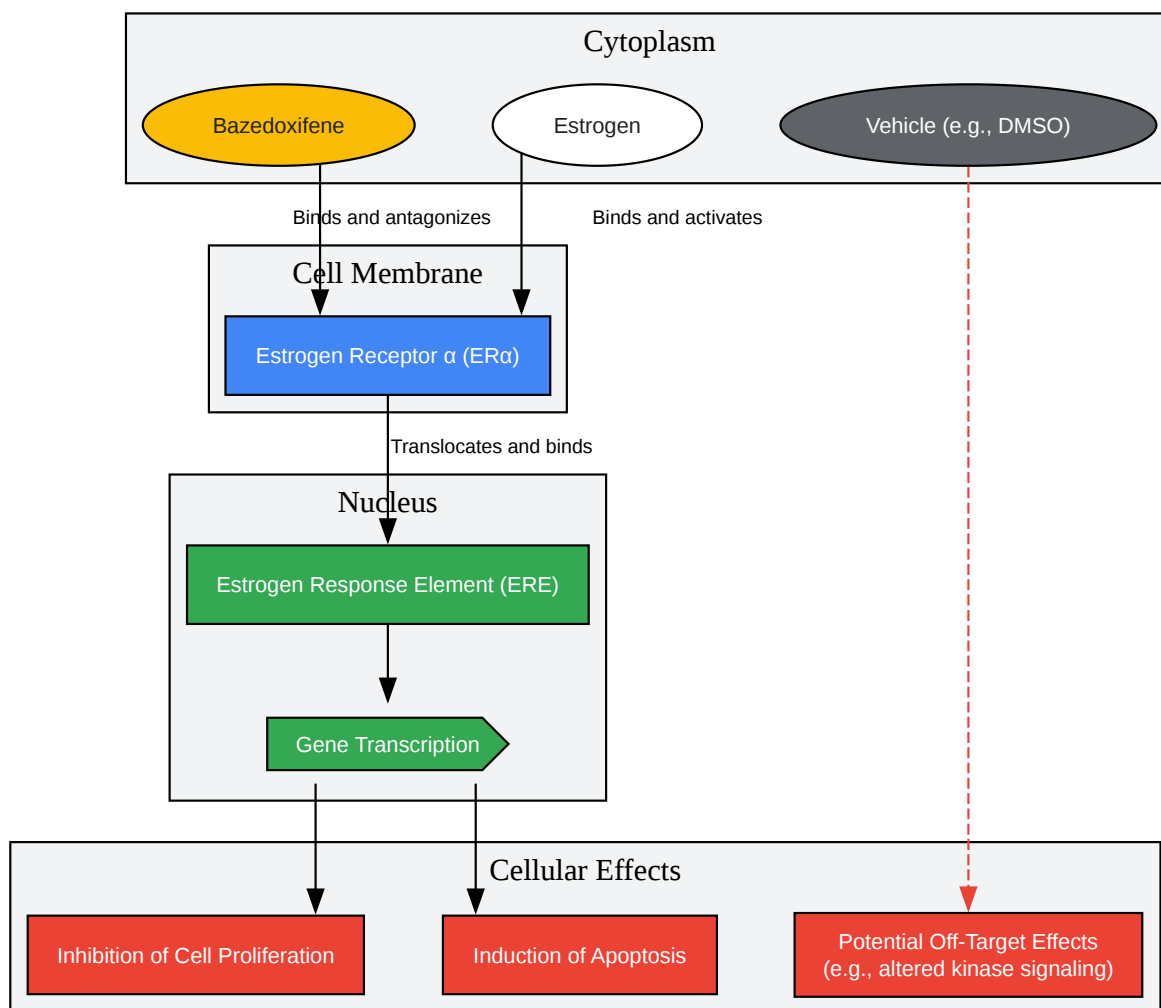 Cytoplasm
Bazedoxifene
Estrogen
Vehicle (e.g., DMSO)
Binds and antagonizes
Binds and activates
Cell Membrane
Estrogen Receptor α (ERα)
Translocates and binds
Nucleus
Estrogen Response Element (ERE)
Gene Transcription
Cellular Effects
Inhibition of Cell Proliferation
Induction of Apoptosis
Potential Off-Target Effects
(e.g., altered kinase signaling)